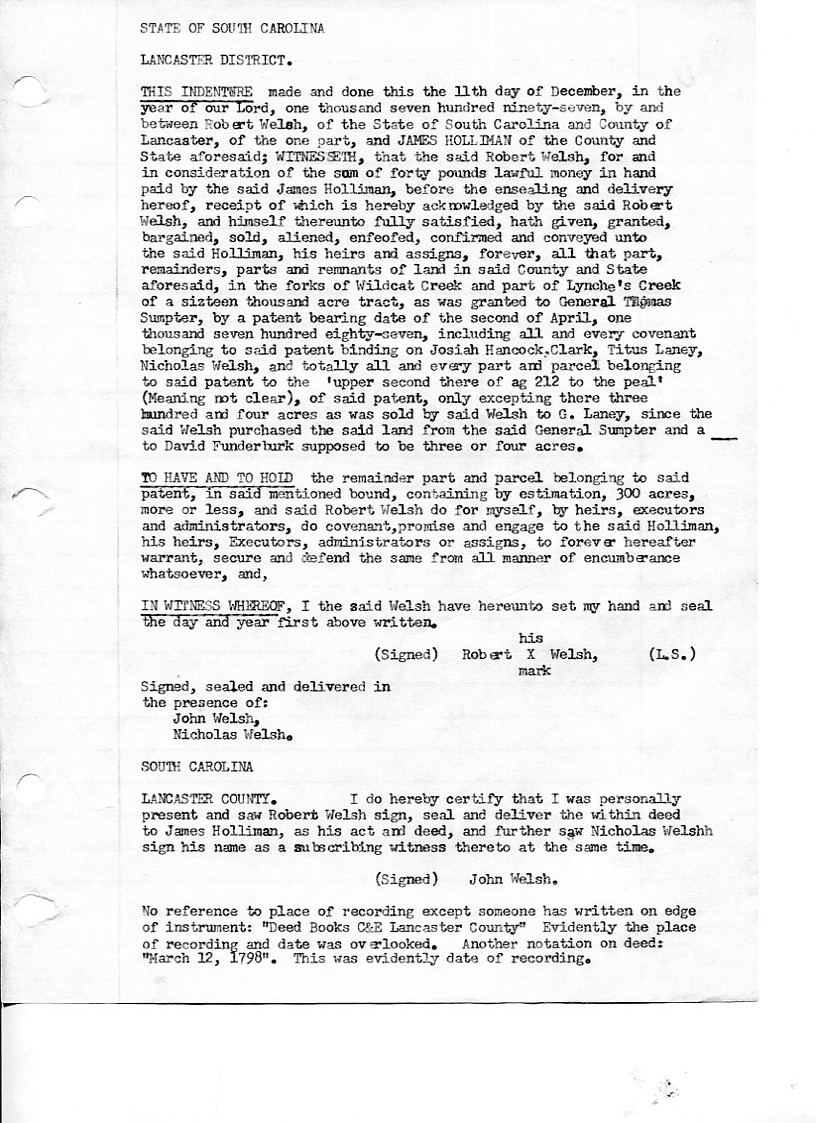 STATE OF SOUTH CAROLINA
LANCASTER DISTRICT.
THIS INDENTURE made and done this the 11th day of December, in the
year of our Lord, one thousand seven hundred ninety-seven, by and
between Robert Welsh, of the State of South Carolina and County of
Lancaster, of the one part, and JAMES HOLLIMAN of the County and
State aforesaid; WITNESSETH, that the said Robert Welsh, for and
in consideration of the sum of forty pounds lawful money in hand
paid by the said James Holliman, before the ensealing and delivery
hereof, receipt of which is hereby acknowledged by the said Robert
Welsh, and himself thereunto fully satisfied, hath given, granted,
bargained, sold, aliened, enfeofed, confirmed and conveyed unto
the said Holliman, his heirs and assigns, forever, all that part,
remainders, parts and remnants of land in said County and State
aforesaid, in the forks of Wildcat Creek and part of Lynche's Creek
of a sizteen thousand acre tract, as was granted to General Thomas
Sumpter, by a patent bearing date of the second of April, one
thousand seven hundred eighty-seven, including all and every covenant
belonging to said patent binding on Josiah Hancock,Clark, Titus Laney,
Nicholas Welsh, and totally all and every part and parcel belonging
to said patent to the 'upper second there of ag 212 to the peal'
(Meaning not clear), of said patent, only excepting there three
hundred and four acres as was sold by said Welsh to G. Laney, since the
said Welsh purchased the said land from the said General Sumpter and a ___
to David Funderburk supposed to be three or four acres.
TO HAVE AND TO HOLD the remainder part and parcel belonging to said
patent, in said mentioned bound, containing by estimation, 300 acres,
more or less, and said Robert Welsh do for myself, by heirs, executors
and administrators, do covenant,promise and engage to the said Holliman,
his heirs, Executors, administrators or assigns, to forever hereafter
warrant, secure and defend the same from all manner of encumberance
whatsoever, and,
IN WITNESS WHEREOF, I the said Welsh have hereunto set my hand and seal
the day and year first above written.
his
(Signed) Robert X Welsh, (L.S.)
mark
Signed, sealed and delivered in
the presence of:
John Welsh,
Nicholas Welsh.
SOUTH CAROLINA
LANCASTER COUNTY. I do hereby certify that I was personally
present and saw Robert Welsh sign, seal and deliver the within deed
to James Holliman, as his act and deed, and further saw Nicholas Welshh
sign his name as a subscribing witness thereto at the same time.
(Signed) John Welsh.
No reference to place of recording except someone has written on edge
of instrument: "Deed Books C&E Lancaster County" Evidently the place
of recording and date was overlooked. Another notation on deed:
"March 12, 1798". This was evidently date of recording.